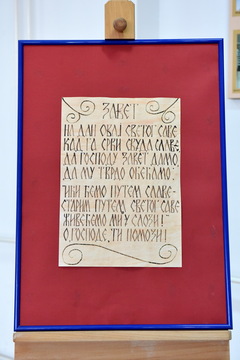 ЗАВЕТ
НА ДАН ОВАЈ СВЕТОГ САВЕ
КАД ГА СРБИ СВУДА СЛАВЕ,
ДА ГОСПОДУ ЗАВЕТ ДАМО,
ДА МУ ТВРДО ОБЕЋАМО:
ИЋИ ЋЕМО ПУТЕМ СЛАВЕ–
СТАРИМ ПУТЕМ СВЕТОГ САВЕ
ЖИВЕЋЕМО МИ У СЛОЗИ!
О, ГОСПОДЕ, ТИ ПОМОЗИ!